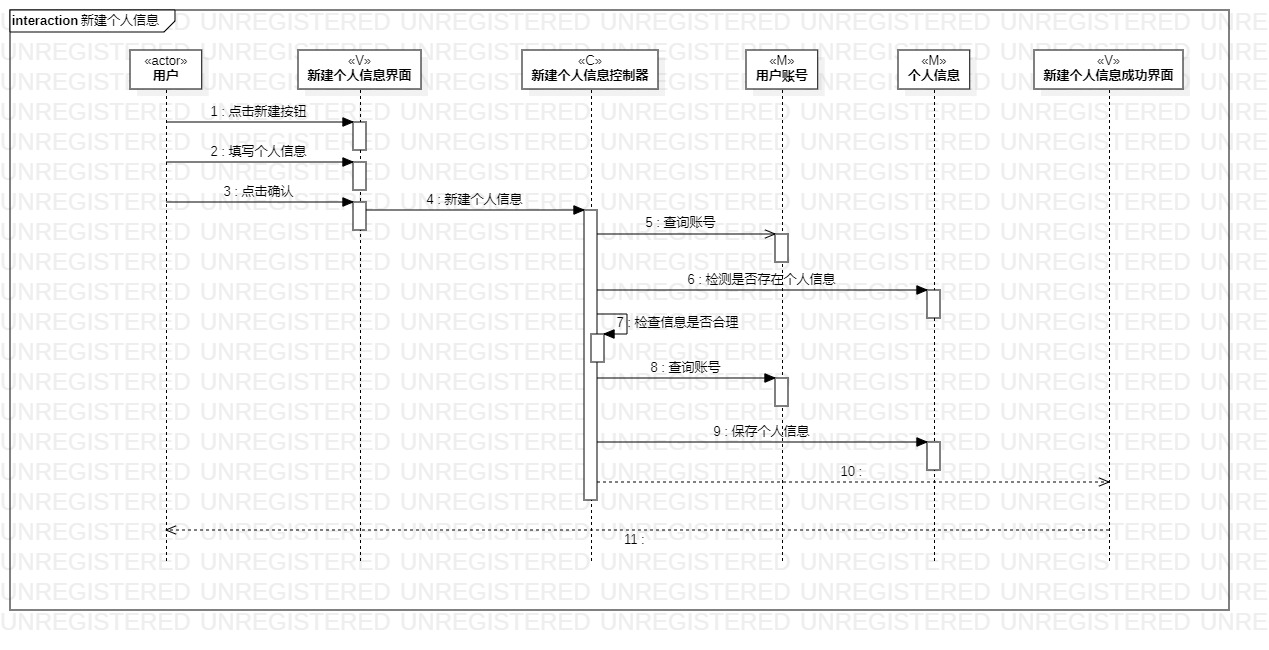 interaction 新建个人信息
«actor»
用户
«V»
新建个人信息界面
«C»
新建个人信息控制器
«M»
用户账号
«M»
个人信息
«V»
新建个人信息成功界面
1 : 点击新建按钮
2 : 填写个人信息
3 : 点击确认
4 : 新建个人信息
5 : 查询账号
6 : 检测是否存在个人信息
7 : 检查信息是否合理
8 : 查询账号
9 : 保存个人信息
10 :
11 :
UNREGISTERED UNREGISTERED UNREGISTERED UNREGISTERED UNREGISTERED UNREGISTERED UNRE